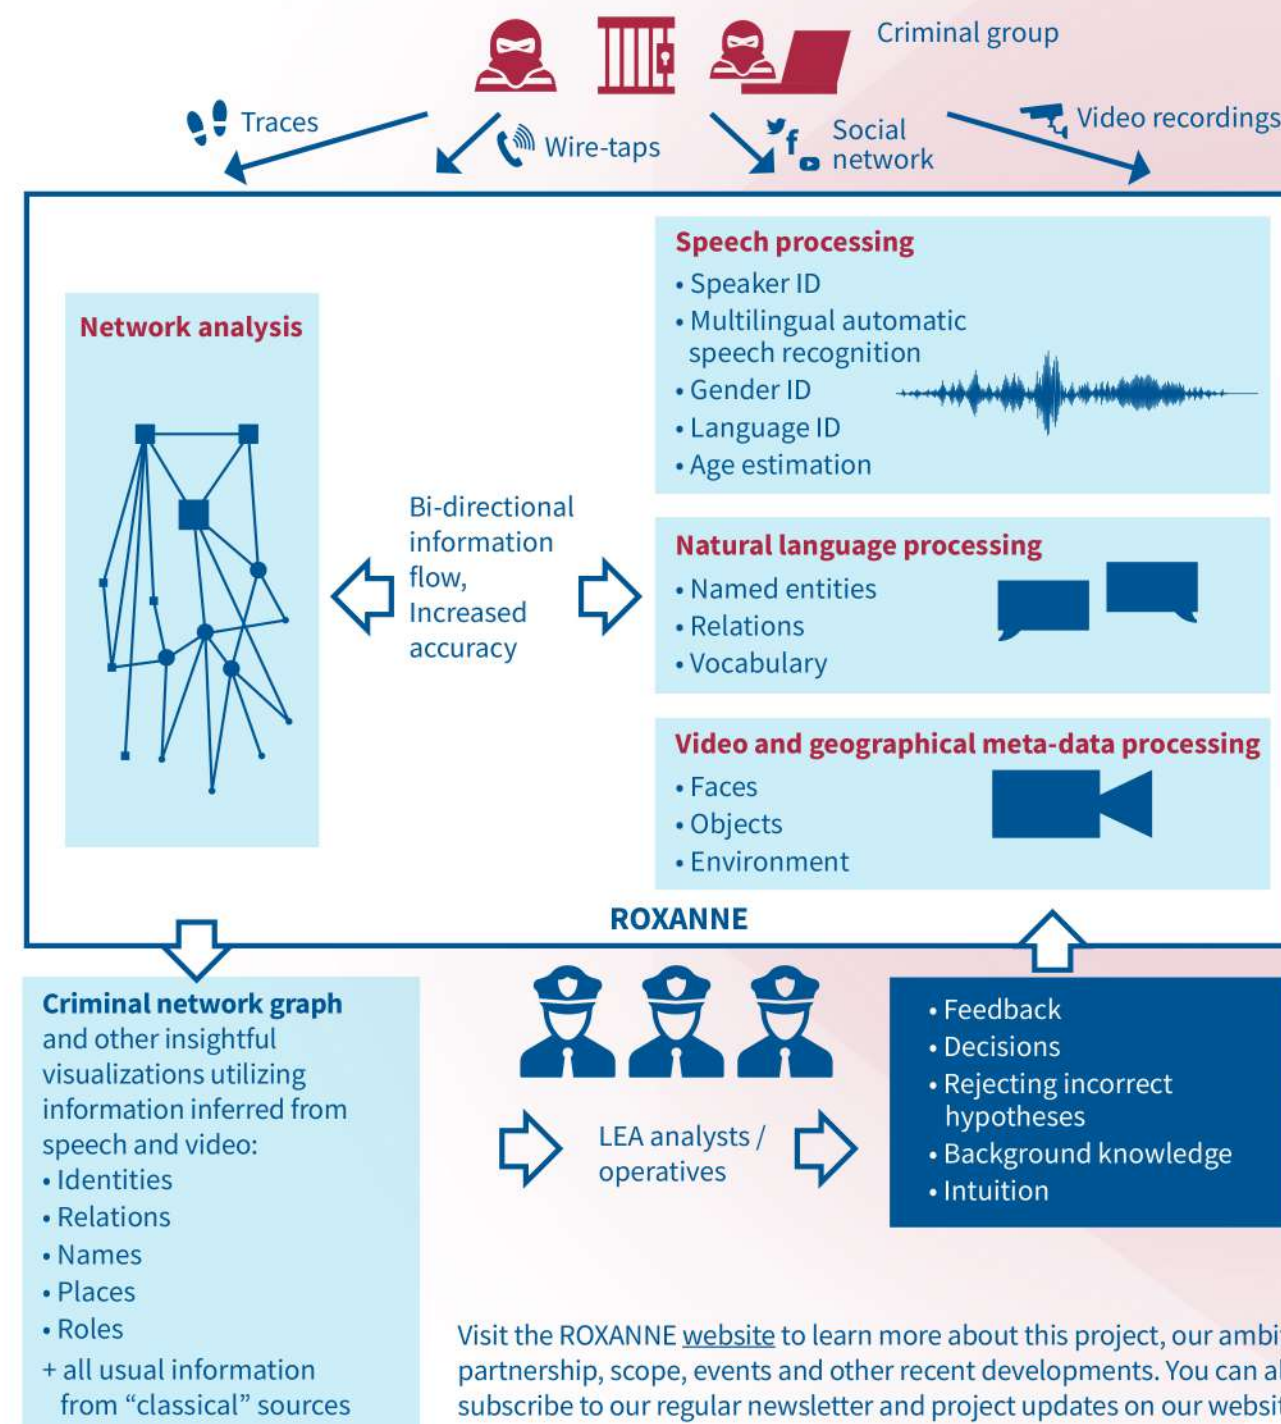 Criminal group
Traces
Wire-taps
Social
network
Video recordings
Network analysis
Bi-directional
information
flow,
Increased
accuracy
Speech processing
• Speaker ID
• Multilingual automatic
speech recognition
• Gender ID
• Language ID
• Age estimation
Natural language processing
• Named entities
• Relations
• Vocabulary
Video and geographical meta-data processing
• Faces
• Objects
• Environment
ROXANNE
Criminal network graph
and other insightful
visualizations utilizing
information inferred from
speech and video:
• Identities
• Relations
• Names
• Places
• Roles
+ all usual information
from “classical” sources
LEA analysts /
operatives
• Feedback
• Decisions
• Rejecting incorrect
hypotheses
• Background knowledge
• Intuition
Visit the ROXANNE website to learn more about this project, our
partnership, scope, events and other recent developments. You can
subscribe to our regular newsletter and project updates on our